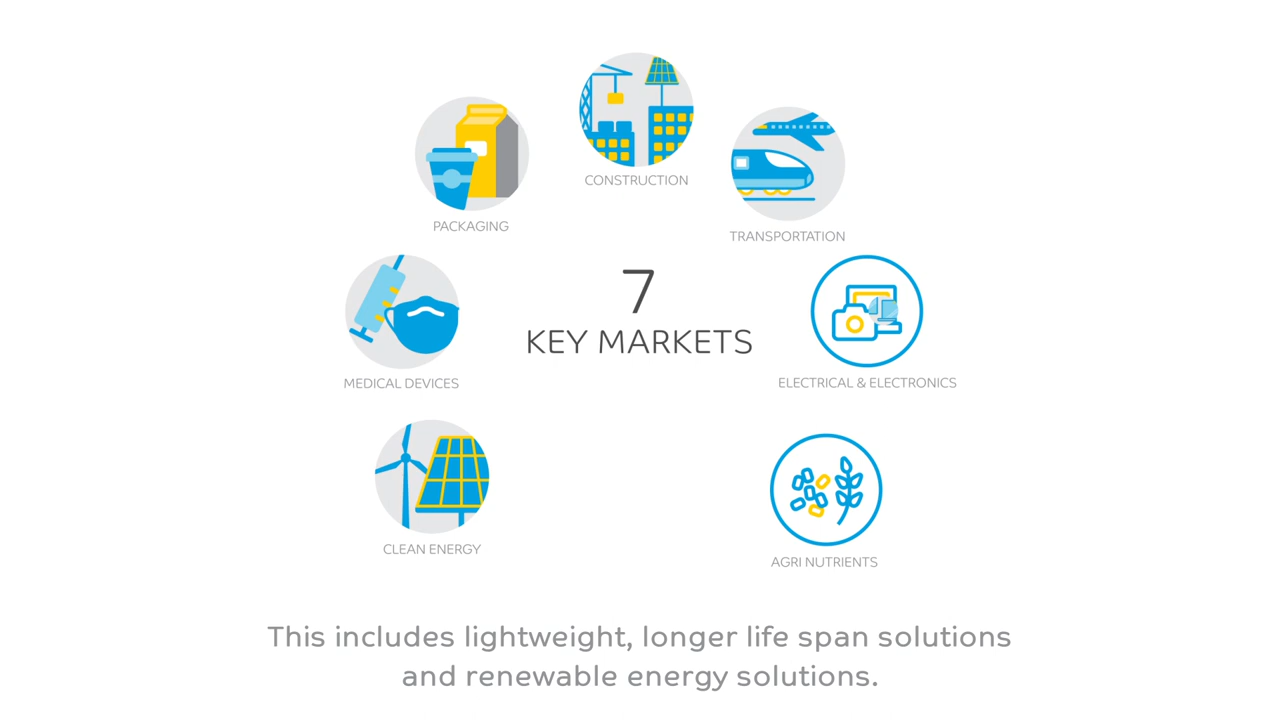 CONSTRUCTION
PACKAGING
TRANSPORTATION
7
KEY MARKETS
MEDICAL DEVICES
ELECTRICAL & ELECTRONICS
CLEAN ENERGY
AGRI NUTRIENTS
This includes lightweight, longer life span solutions
and renewable energy solutions.